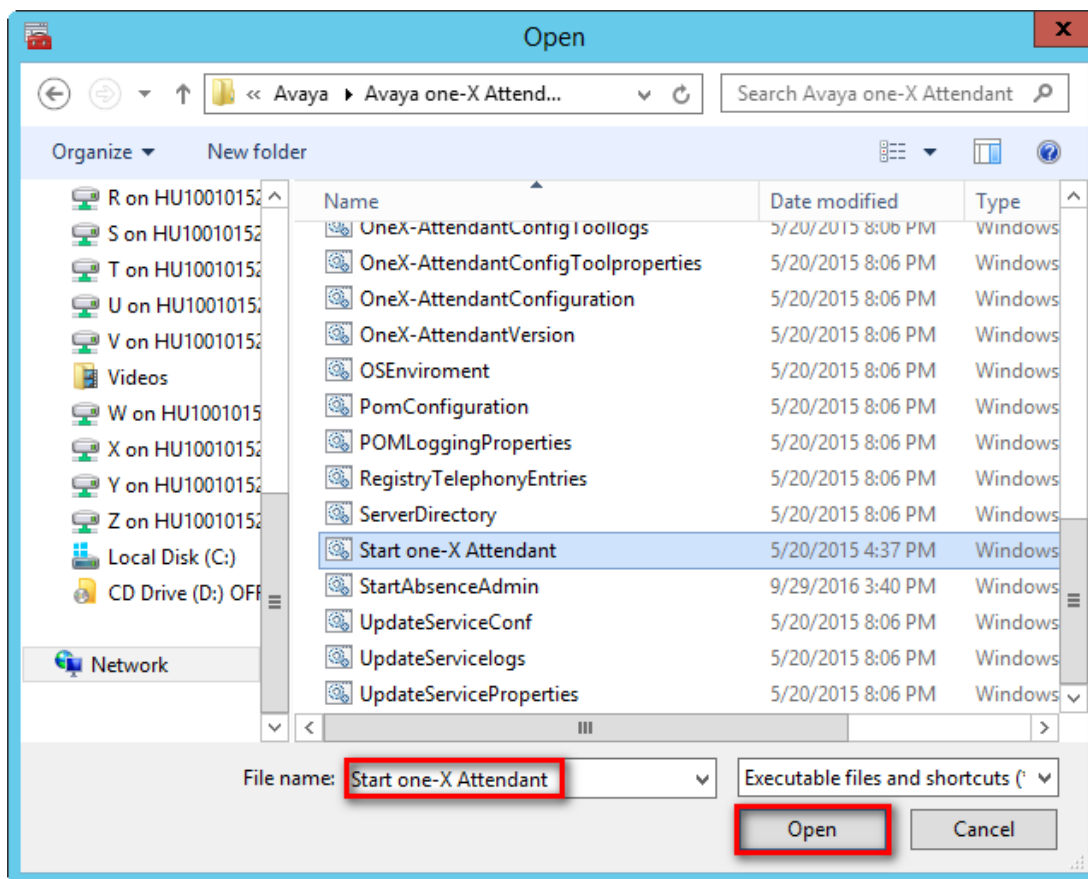 Open
x
« Avaya Avaya one-X Attend...
Search Avaya one-X Attendant
Organize
New folder
R on HU10010152
S on HU10010152
T on HU10010152
U on HU10010152
V on HU10010152
Videos
W on HU1001015
X on HU10010152
Y on HU10010152
Z on HU10010152
Local Disk (C:)
CD Drive (D:) OFF
Network
Name Date modified Type
OneX-AttendantConfigToollogs 5/20/2015 8:06 PM Windows
OneX-AttendantConfigToolproperties 5/20/2015 8:06 PM Windows
OneX-AttendantConfiguration 5/20/2015 8:06 PM Windows
OneX-AttendantVersion 5/20/2015 8:06 PM Windows
OSEnviroment 5/20/2015 8:06 PM Windows
PomConfiguration 5/20/2015 8:06 PM Windows
POMLoggingProperties 5/20/2015 8:06 PM Windows
RegistryTelephonyEntries 5/20/2015 8:06 PM Windows
ServerDirectory 5/20/2015 8:06 PM Windows
Start one-X Attendant 5/20/2015 4:37 PM Windows
StartAbsenceAdmin 9/29/2016 3:40 PM Windows
UpdateServiceConf 5/20/2015 8:06 PM Windows
UpdateServicelogs 5/20/2015 8:06 PM Windows
UpdateServiceProperties 5/20/2015 8:06 PM Windows
File name: Start one-X Attendant
Executable files and shortcuts (*
Open
Cancel